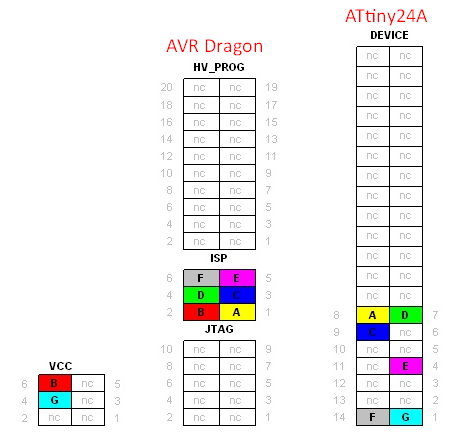 ATtiny24A
DEVICE
AVR Dragon
HV_PROG
nc nc
nc nc
nc nc
nc nc
nc nc
nc nc
nc nc
nc nc
nc nc
nc nc
nc nc
nc nc
nc nc
8 A D 7
9 C nc 6
10 nc nc 5
11 nc E 4
12 nc nc 3
13 nc nc 2
14 F G 1
20 nc nc 19
18 nc nc 17
16 nc nc 15
14 nc nc 13
12 nc nc 11
10 nc nc 9
8 nc nc 7
6 nc nc 5
4 nc nc 3
2 nc nc 1
ISP
6 F E 5
4 D C 3
2 B A 1
JTAG
10 nc nc 9
8 nc nc 7
6 nc nc 5
4 nc nc 3
2 nc nc 1
VCC
6 B nc 5
4 G nc 3
2 nc nc 1